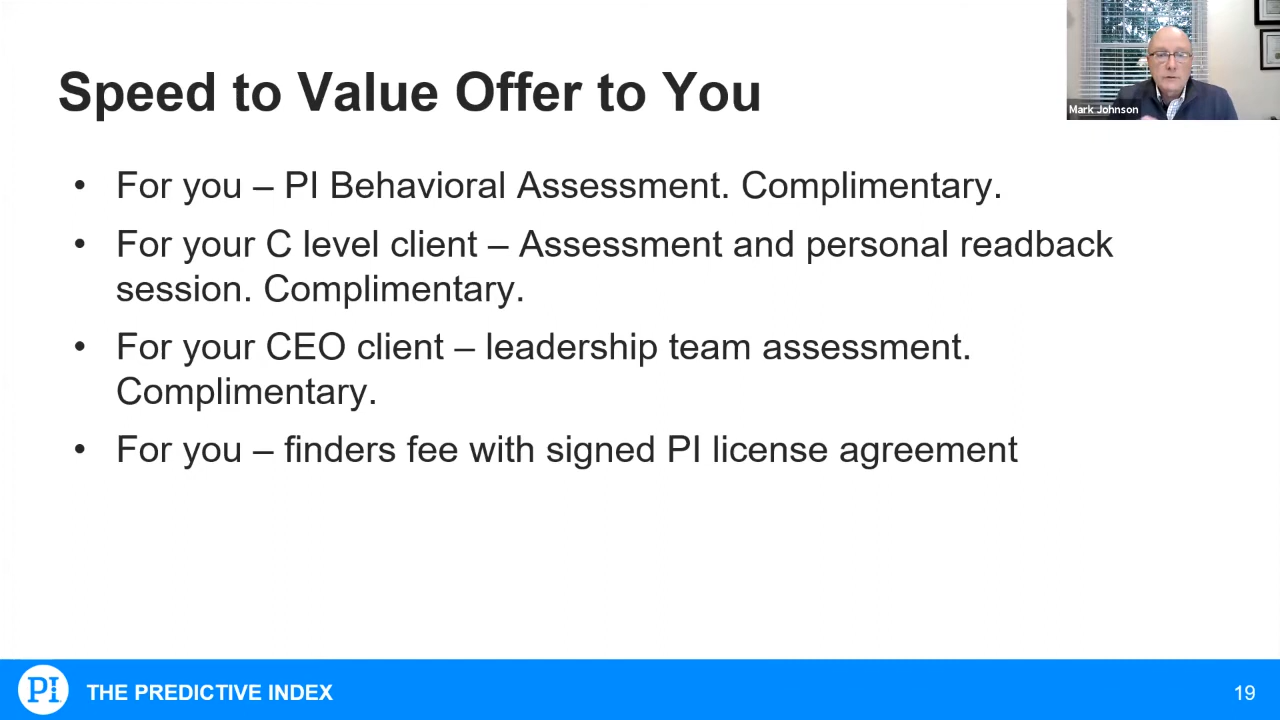 Speed to Value Offer to You
Mark Johnson
• For you – PI Behavioral Assessment. Complimentary.
• For your C level client – Assessment and personal readback
session. Complimentary.
• For your CEO client – leadership team assessment.
Complimentary.
• For you – finders fee with signed PI license agreement
PI
THE PREDICTIVE INDEX
19